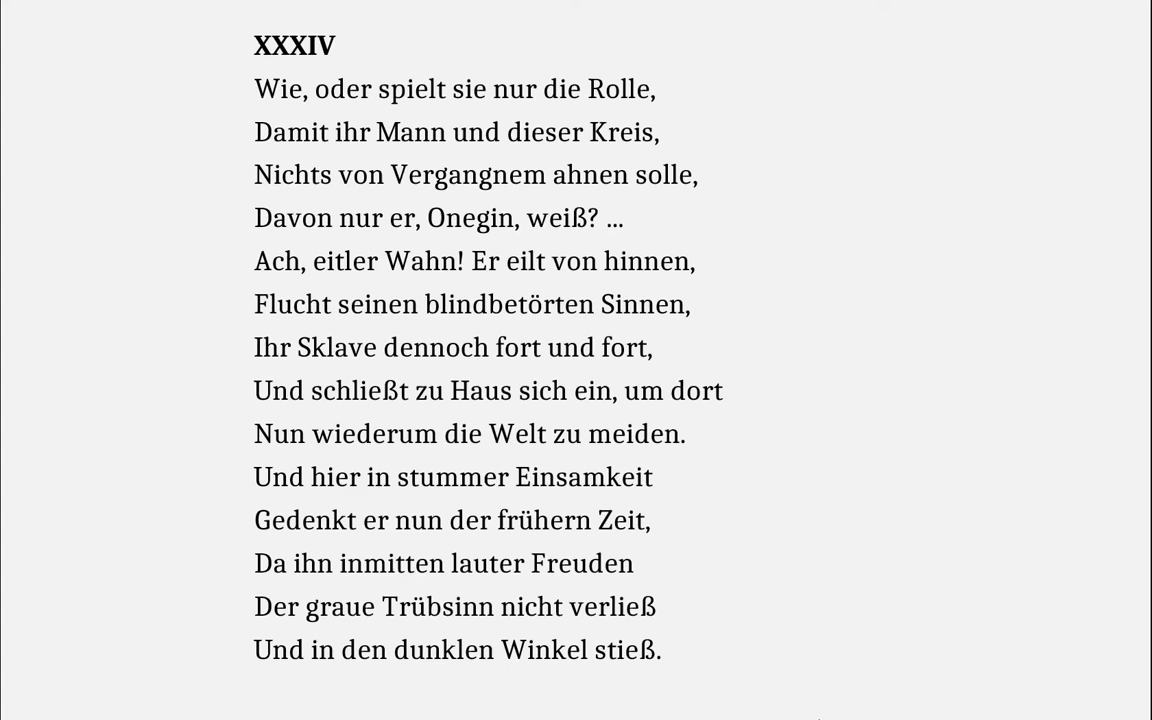 XXXIV
Wie, oder spielt sie nur die Rolle,
Damit ihr Mann und dieser Kreis,
Nichts von Vergangnem ahnen solle,
Davon nur er, Onegin, weiß? ...
Ach, eitler Wahn! Er eilt von hinnen,
Flucht seinen blindbetörten Sinnen,
Ihr Sklave dennoch fort und fort,
Und schließt zu Haus sich ein, um dort
Nun wiederum die Welt zu meiden.
Und hier in stummer Einsamkeit
Gedenkt er nun der frühern Zeit,
Da ihn inmitten lauter Freuden
Der graue Trübsinn nicht verließ
Und in den dunklen Winkel stieß.